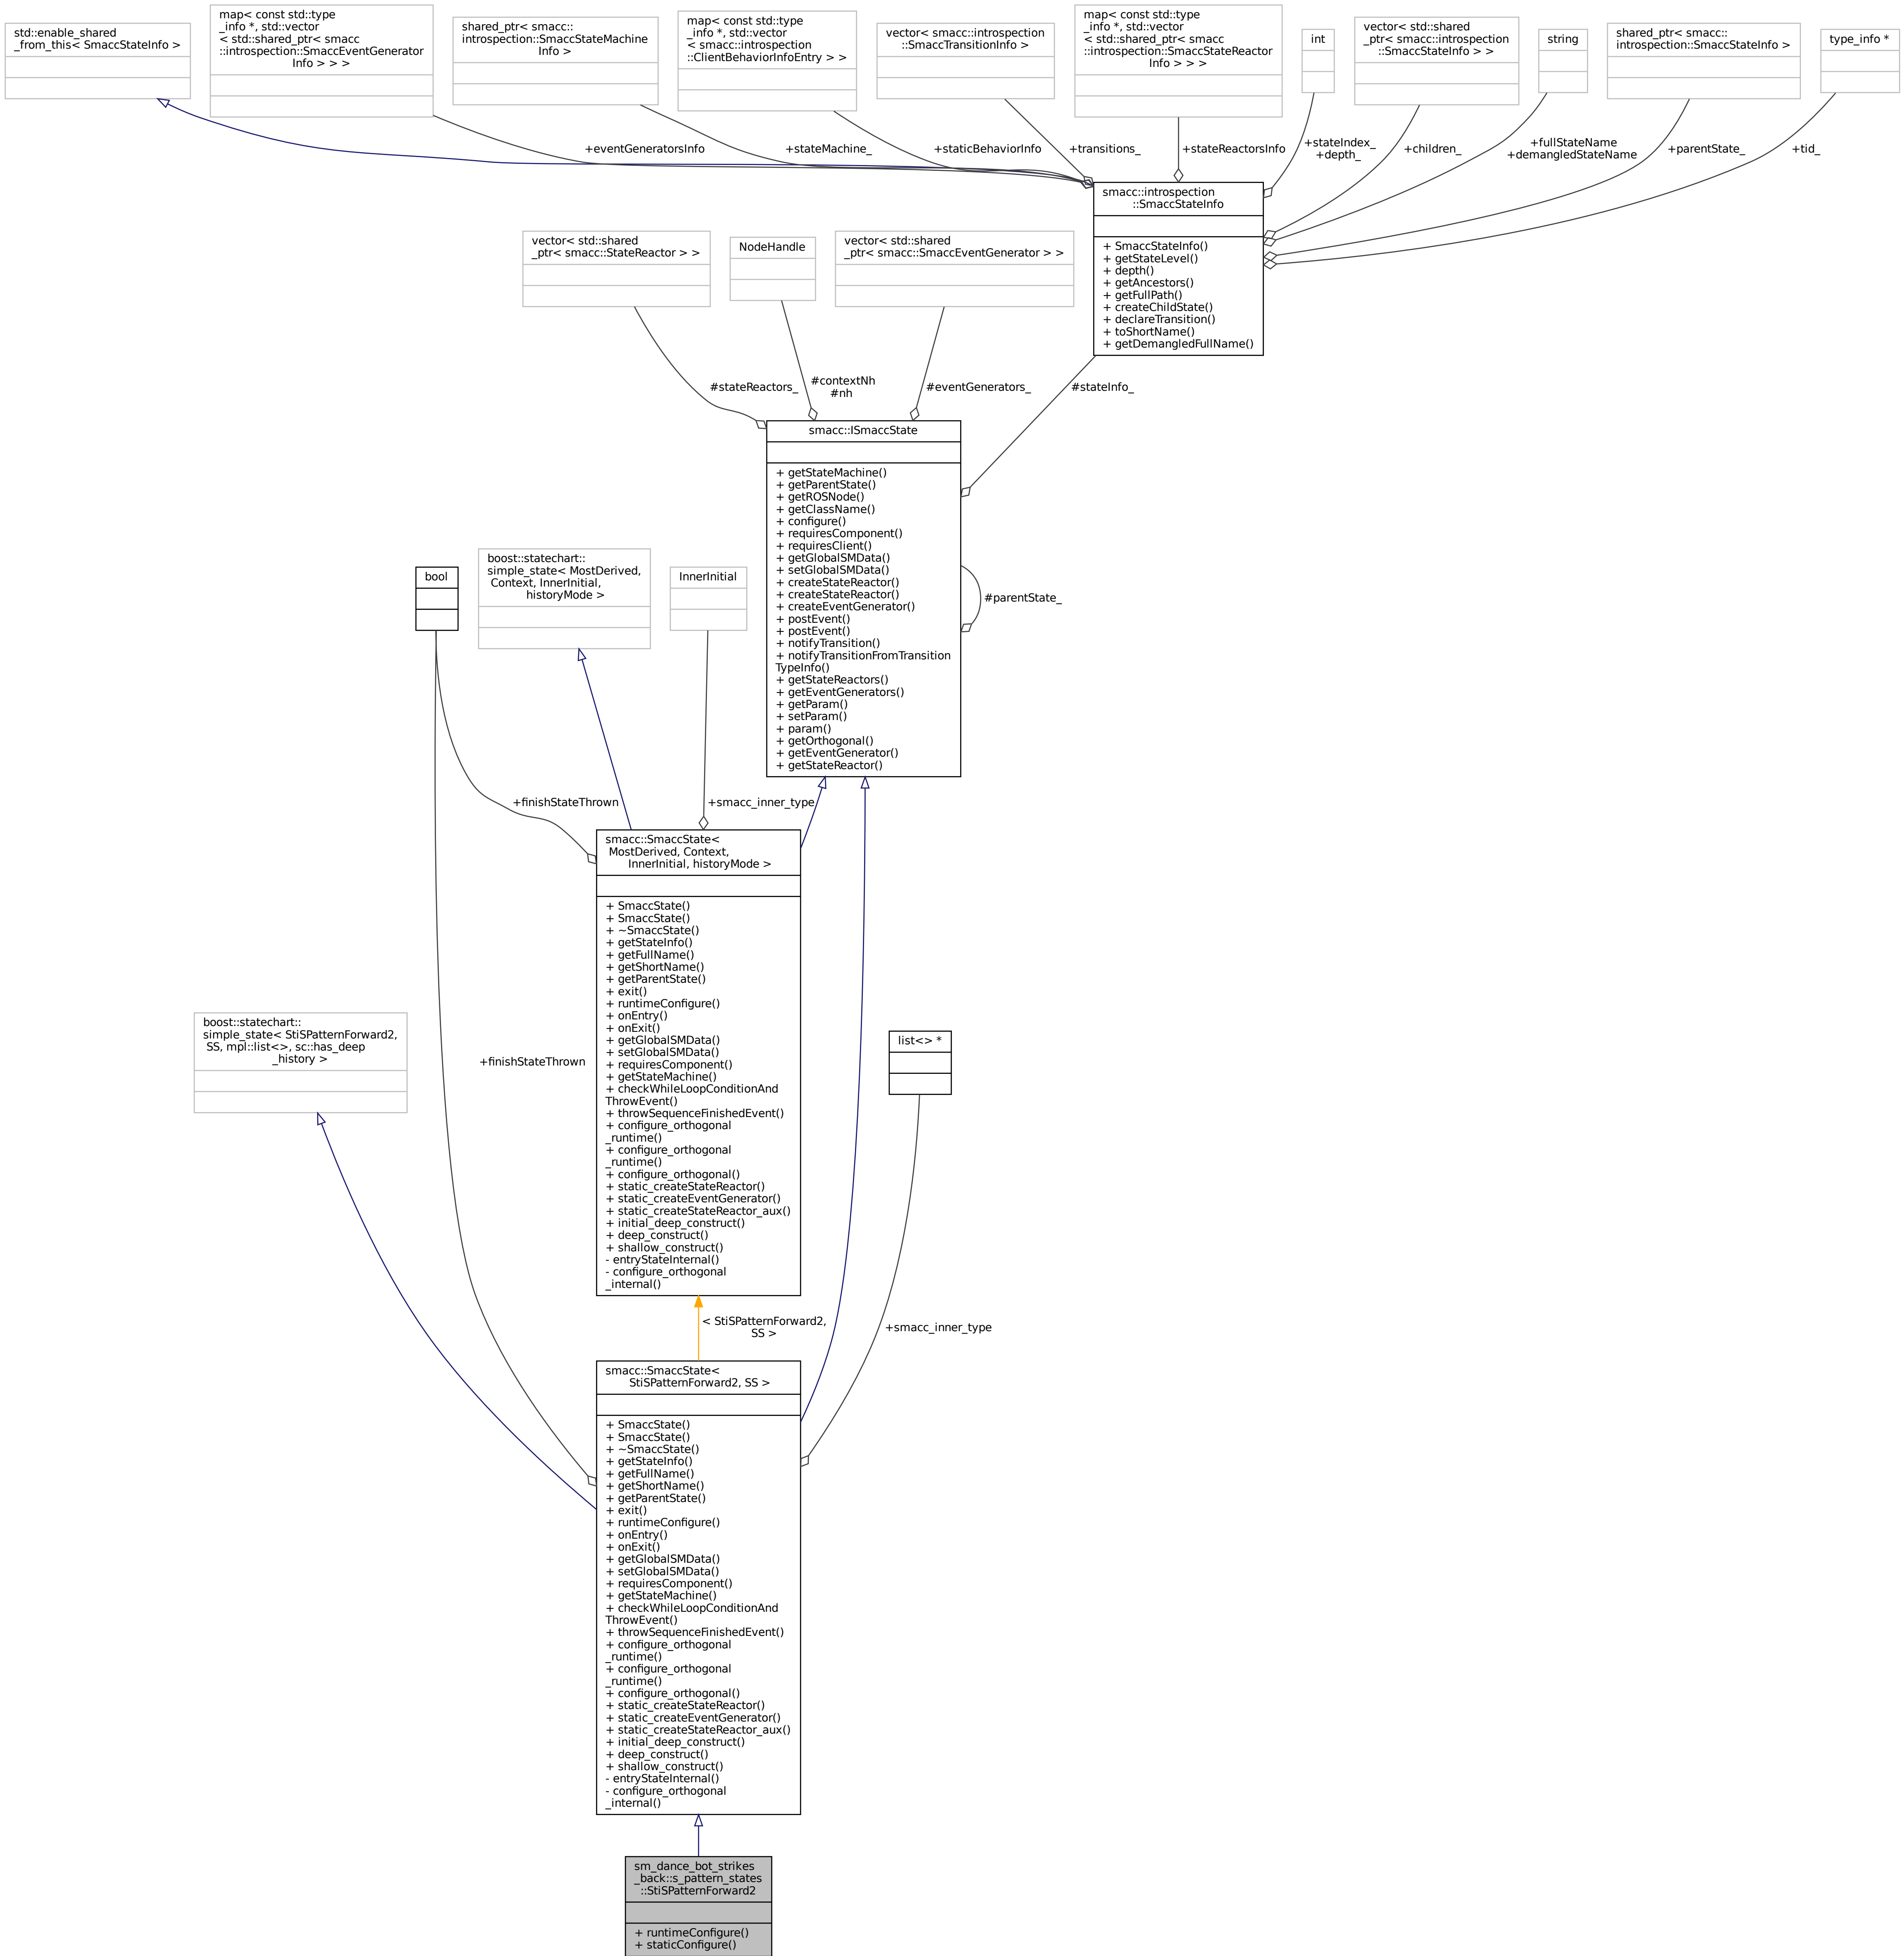 std::enable_shared
_from_this< SmaccStateInfo >
map< const std::type
_info *, std::vector
< std::shared_ptr< smacc
::introspection::SmaccEventGenerator
Info > > >
shared_ptr< smacc::
introspection::SmaccStateMachine
Info >
map< const std::type
_info *, std::vector
< smacc::introspection
::ClientBehaviorInfoEntry > >
vector< smacc::introspection
::SmaccTransitionInfo >
map< const std::type
_info *, std::vector
< std::shared_ptr< smacc
::introspection::SmaccStateReactor
Info > > >
int
vector< std::shared
_ptr< smacc::introspection
::SmaccStateInfo > >
string
shared_ptr< smacc::
introspection::SmaccStateInfo >
type_info *
+eventGeneratorsInfo
+stateMachine_
+staticBehaviorInfo
+transitions_
+stateReactorsInfo
+stateIndex_
+depth_
+children_
+fullStateName
+demangledStateName
+parentState_
+tid_
smacc::introspection
::SmaccStateInfo
+ SmaccStateInfo()
+ getStateLevel()
+ depth()
+ getAncestors()
+ getFullPath()
+ createChildState()
+ declareTransition()
+ toShortName()
+ getDemangledFullName()
vector< std::shared
_ptr< smacc::StateReactor > >
NodeHandle
vector< std::shared
_ptr< smacc::SmaccEventGenerator > >
#stateReactors_
#contextNh
#nh
#eventGenerators_
#stateInfo_
smacc::ISmaccState
+ getStateMachine()
+ getParentState()
+ getROSNode()
+ getClassName()
+ configure()
+ requiresComponent()
+ requiresClient()
+ getGlobalSMData()
+ setGlobalSMData()
+ createStateReactor()
+ createStateReactor()
+ createEventGenerator()
+ postEvent()
+ postEvent()
+ notifyTransition()
+ notifyTransitionFromTransition
TypeInfo()
+ getStateReactors()
+ getEventGenerators()
+ getParam()
+ setParam()
+ param()
+ getOrthogonal()
+ getEventGenerator()
+ getStateReactor()
#parentState_
bool
boost::statechart::
simple_state< MostDerived,
Context, InnerInitial,
historyMode >
InnerInitial
+finishStateThrown
+smacc_inner_type
smacc::SmaccState<
MostDerived, Context,
InnerInitial, historyMode >
+ SmaccState()
+ SmaccState()
+ ~SmaccState()
+ getStateInfo()
+ getFullName()
+ getShortName()
+ getParentState()
+ exit()
+ runtimeConfigure()
+ onEntry()
+ onExit()
+ getGlobalSMData()
+ setGlobalSMData()
+ requiresComponent()
+ getStateMachine()
+ checkWhileLoopConditionAnd
ThrowEvent()
+ throwSequenceFinishedEvent()
+ configure_orthogonal
_runtime()
+ configure_orthogonal
_runtime()
+ configure_orthogonal()
+ static_createStateReactor()
+ static_createEventGenerator()
+ static_createStateReactor_aux()
+ initial_deep_construct()
+ deep_construct()
+ shallow_construct()
- entryStateInternal()
- configure_orthogonal
_internal()
boost::statechart::
simple_state< StiSPatternForward2,
SS, mpl::list<>, sc::has_deep
_history >
+finishStateThrown
list<> *
< StiSPatternForward2,
SS >
+smacc_inner_type
smacc::SmaccState<
StiSPatternForward2, SS >
+ SmaccState()
+ SmaccState()
+ ~SmaccState()
+ getStateInfo()
+ getFullName()
+ getShortName()
+ getParentState()
+ exit()
+ runtimeConfigure()
+ onEntry()
+ onExit()
+ getGlobalSMData()
+ setGlobalSMData()
+ requiresComponent()
+ getStateMachine()
+ checkWhileLoopConditionAnd
ThrowEvent()
+ throwSequenceFinishedEvent()
+ configure_orthogonal
_runtime()
+ configure_orthogonal
_runtime()
+ configure_orthogonal()
+ static_createStateReactor()
+ static_createEventGenerator()
+ static_createStateReactor_aux()
+ initial_deep_construct()
+ deep_construct()
+ shallow_construct()
- entryStateInternal()
- configure_orthogonal
_internal()
sm_dance_bot_strikes
_back::s_pattern_states
::StiSPatternForward2
+ runtimeConfigure()
+ staticConfigure()